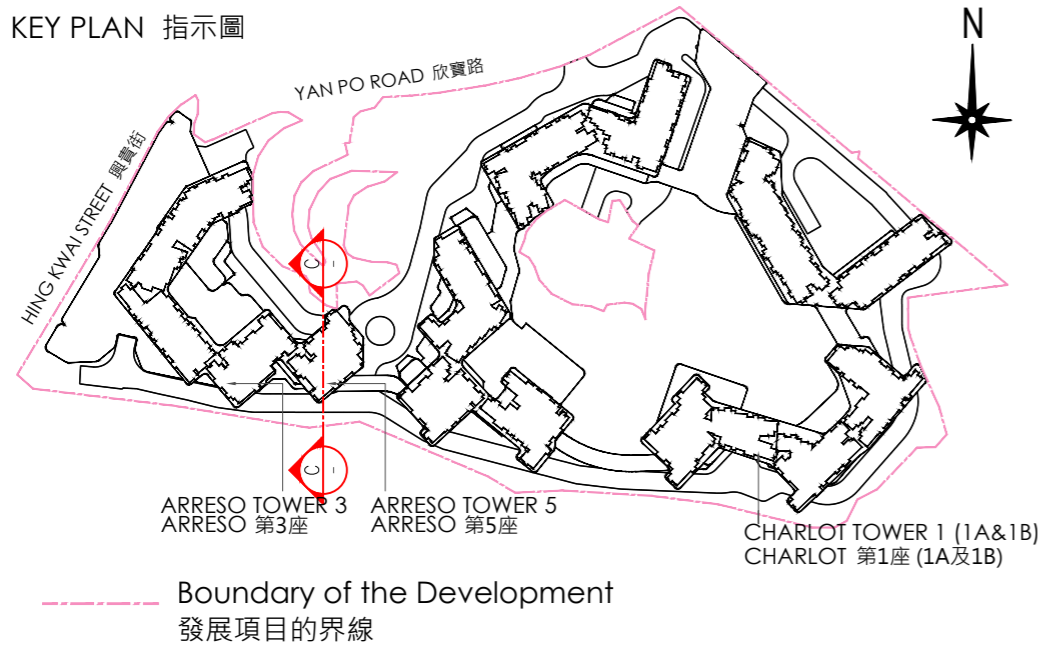 KEY PLAN 指示圖
N
YAN PO ROAD 欣寶路
HING KWAI STREET 興貴街
C
-
C
-
ARRESO TOWER 3
ARRESO 第3座
ARRESO TOWER 5
ARRESO 第5座
CHARLOT TOWER 1 (1A&1B)
CHARLOT 第1座 (1A及1B)
Boundary of the Development
發展項目的界線